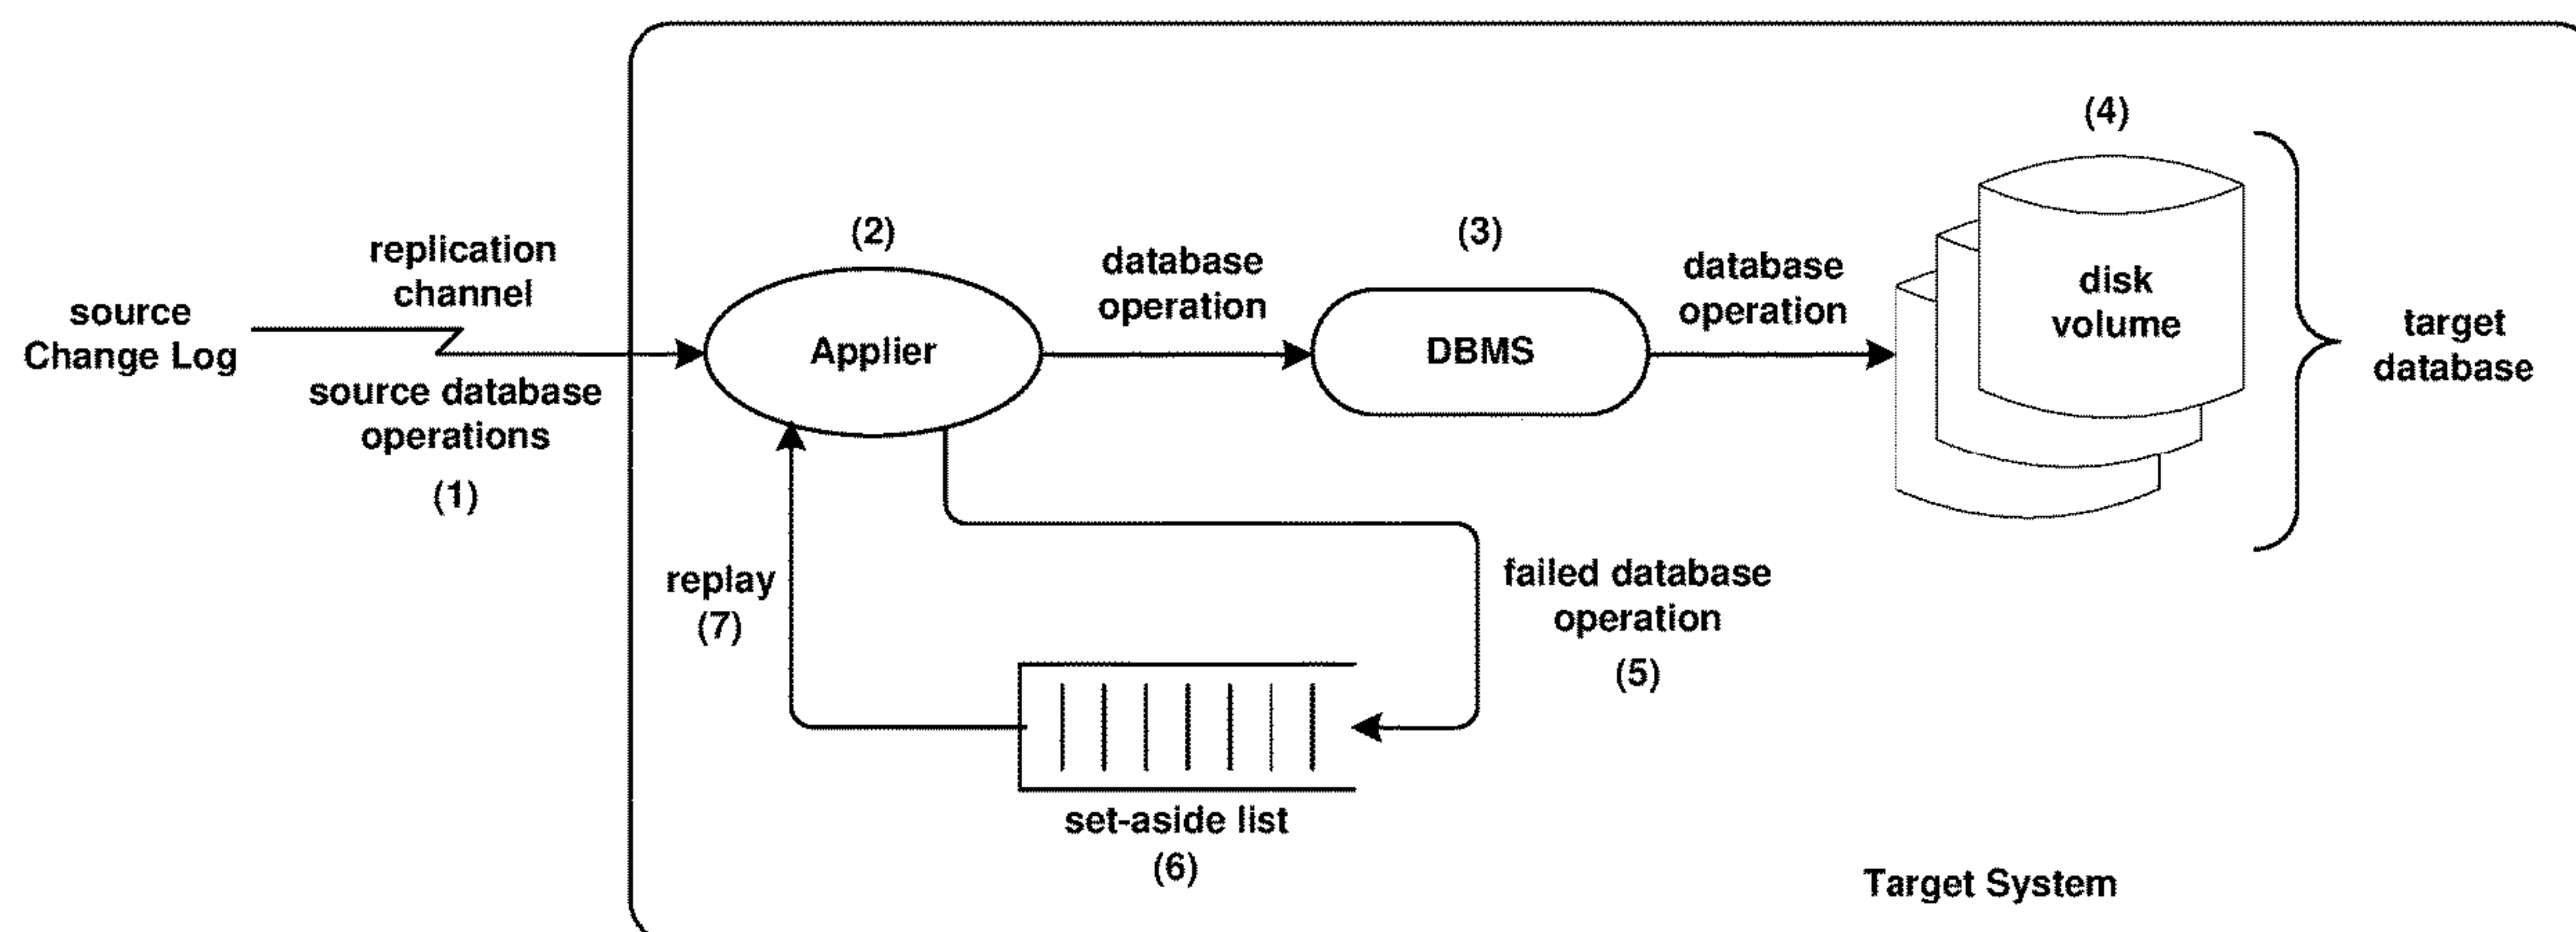 source
Change Log
replication
channel
source database
operations
(1)
(2)
Applier
database
operation
(3)
DBMS
database
operation
(4)
disk
volume
target
database
replay
(7)
failed database
operation
(5)
set-aside list
(6)
Target System